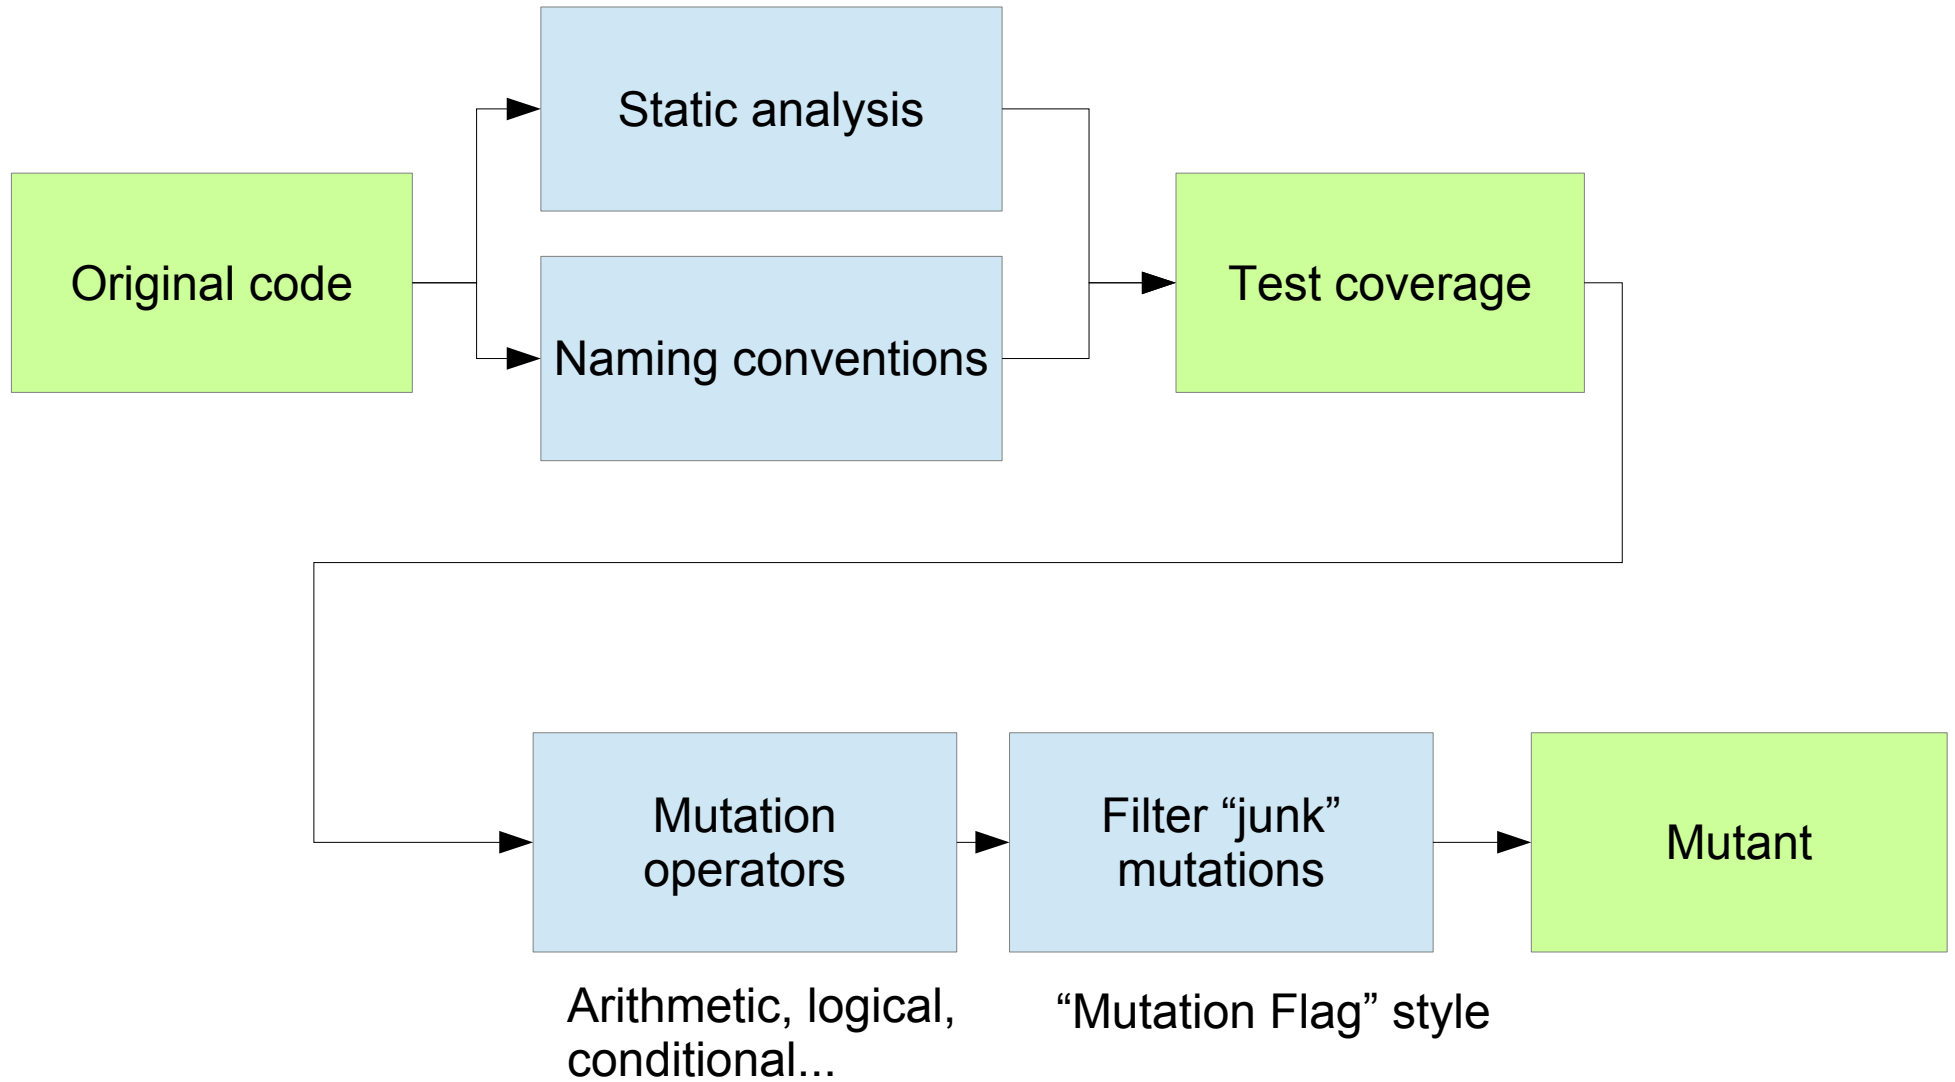 Static analysis
Original code
Naming conventions
Test coverage
Mutation
operators
Filter “junk”
mutations
Mutant
Arithmetic, logical,
conditional...
“Mutation Flag” style